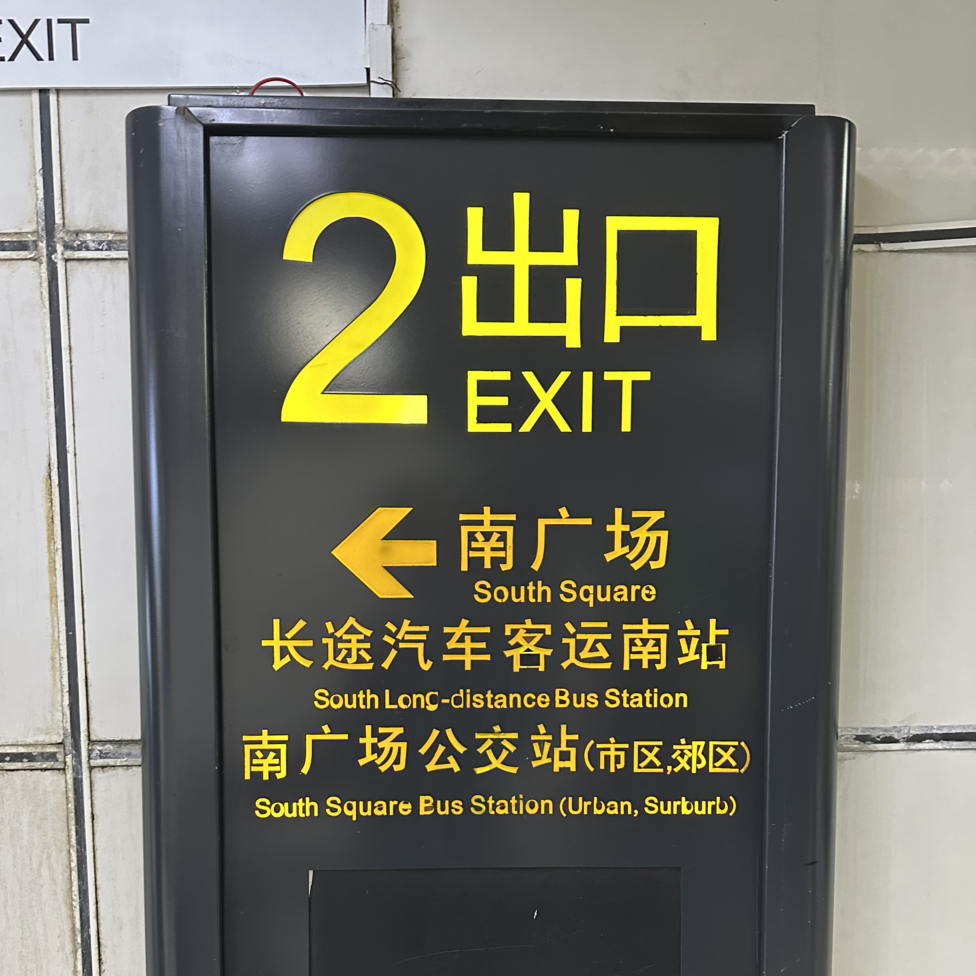 EXIT
2 出口
EXIT
南广场
South Square
长途汽车客运南站
South Long-distance Bus Station
南广场公交站(市区,郊区)
South Square Bus Station (Urban, Surburb)